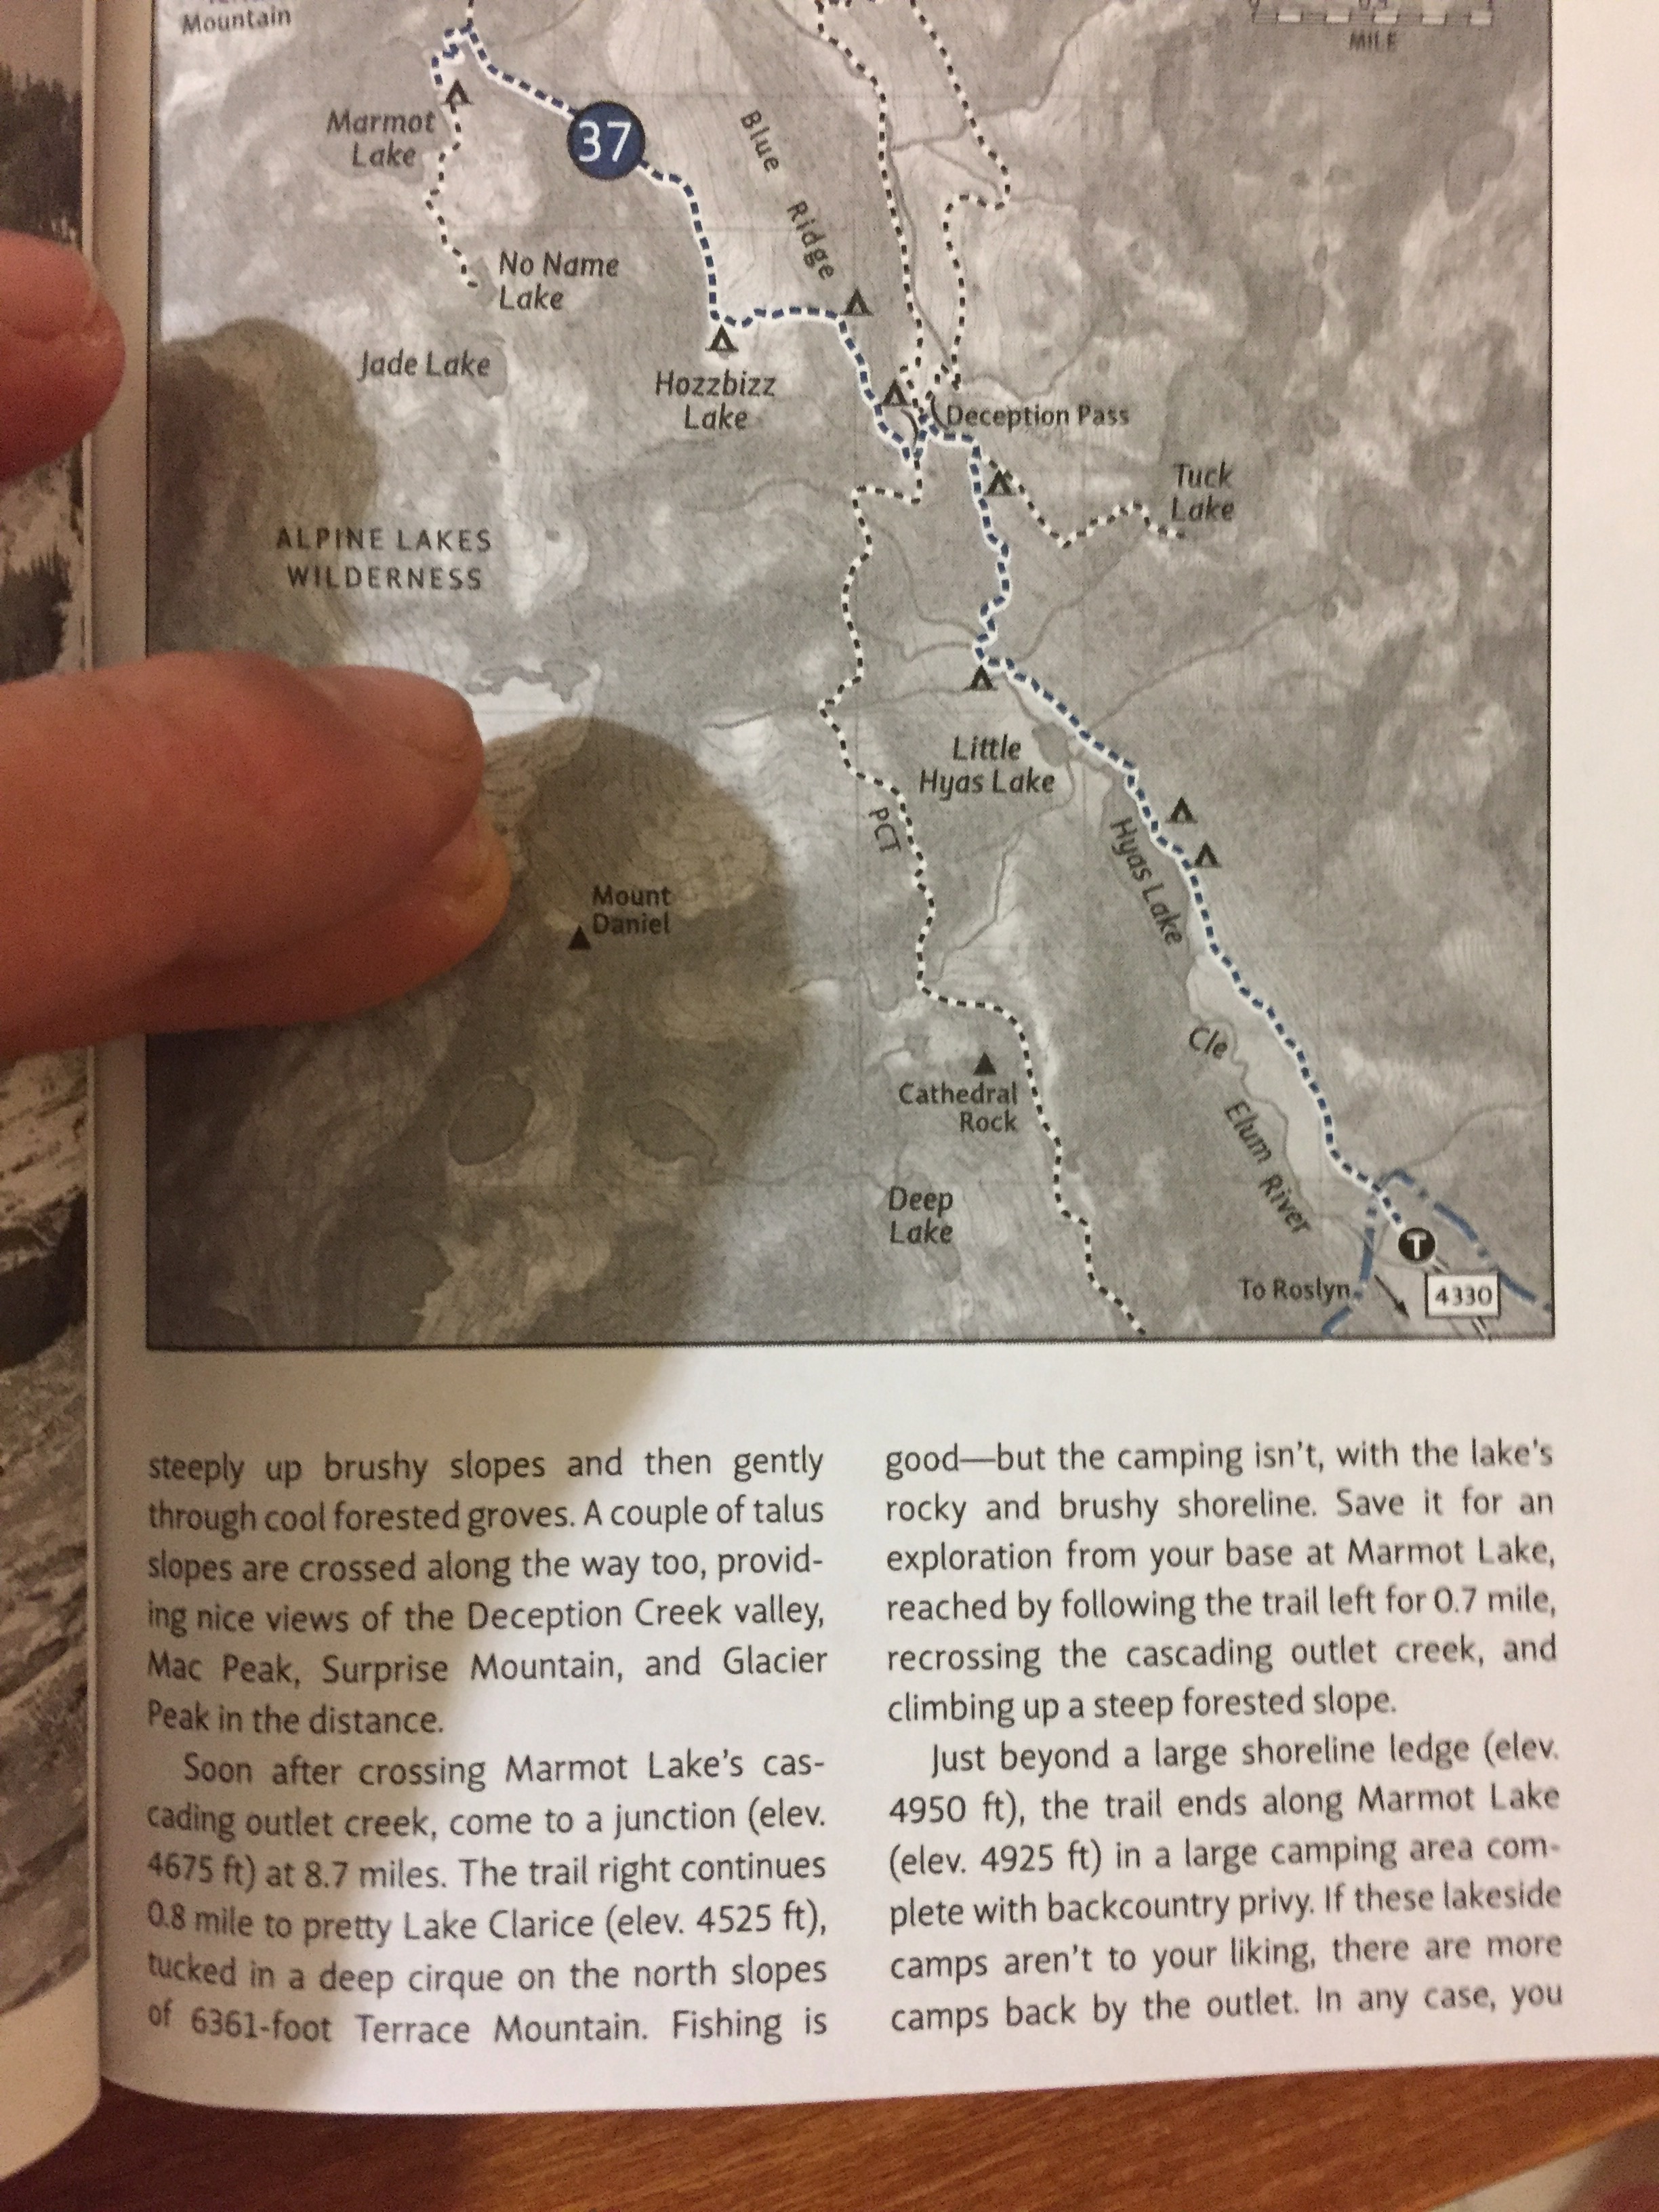 Mountain
MILE
Marmot
Lake
37
Blue Ridge
No Name
Lake
Jade Lake
Hozzbizz
Lake
Deception Pass
Tuck
Lake
ALPINE LAKES
WILDERNESS
Little
Hyas Lake
PCT
Hyas Lake
Mount
Daniel
Cle Elum River
Cathedral
Rock
Deep
Lake
T
To Roslyn
4330
steeply up brushy slopes and then gently
through cool forested groves. A couple of talus
slopes are crossed along the way too, provid-
ing nice views of the Deception Creek valley,
Mac Peak, Surprise Mountain, and Glacier
Peak in the distance.
Soon after crossing Marmot Lake's cas-
cading outlet creek, come to a junction (elev.
4675 ft) at 8.7 miles. The trail right continues
0.8 mile to pretty Lake Clarice (elev. 4525 ft),
tucked in a deep cirque on the north slopes
of 6361-foot Terrace Mountain. Fishing is
good—but the camping isn't, with the lake's
rocky and brushy shoreline. Save it for an
exploration from your base at Marmot Lake,
reached by following the trail left for 0.7 mile,
recrossing the cascading outlet creek, and
climbing up a steep forested slope.
Just beyond a large shoreline ledge (elev.
4950 ft), the trail ends along Marmot Lake
(elev. 4925 ft) in a large camping area com-
plete with backcountry privy. If these lakeside
camps aren't to your liking, there are more
camps back by the outlet. In any case, you